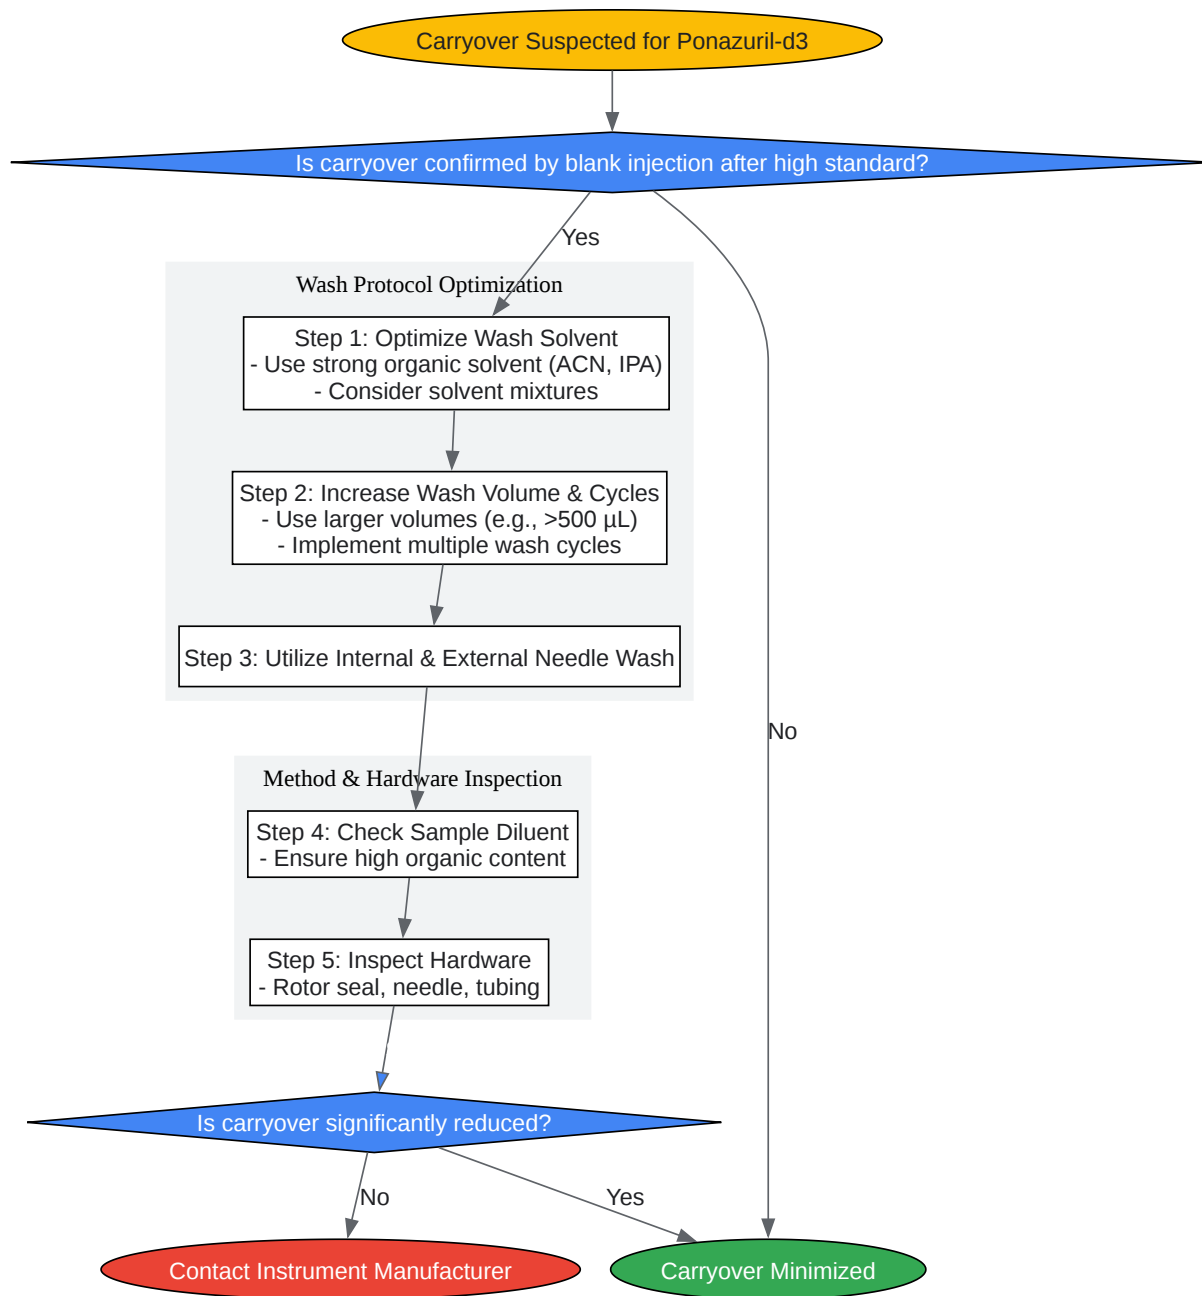 Carryover Suspected for Ponazuril-d3
Is carryover confirmed by blank injection after high standard?
Yes
Wash Protocol Optimization
Step 1: Optimize Wash Solvent
- Use strong organic solvent (ACN, IPA)
- Consider solvent mixtures
Step 2: Increase Wash Volume & Cycles
- Use larger volumes (e.g., >500 µL)
- Implement multiple wash cycles
Step 3: Utilize Internal & External Needle Wash
No
Method & Hardware Inspection
Step 4: Check Sample Diluent
- Ensure high organic content
Step 5: Inspect Hardware
- Rotor seal, needle, tubing
Is carryover significantly reduced?
No
Yes
Contact Instrument Manufacturer
Carryover Minimized